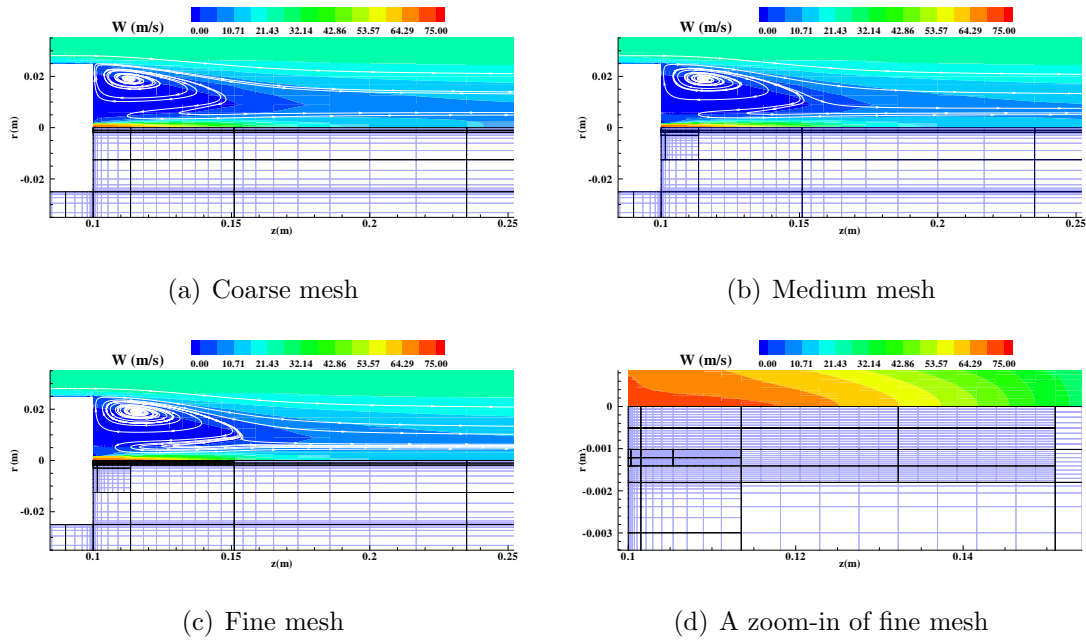 W (m/s)
0.00 10.71 21.43 32.14 42.86 53.57 64.29 75.00
r (m)
0.02
0
-0.02
0.1 0.15 0.2 0.25
z(m)
(a) Coarse mesh
W (m/s)
0.00 10.71 21.43 32.14 42.86 53.57 64.29 75.00
r (m)
0.02
0
-0.02
0.1 0.15 0.2 0.25
z(m)
(b) Medium mesh
W (m/s)
0.00 10.71 21.43 32.14 42.86 53.57 64.29 75.00
r (m)
0.02
0
-0.02
0.1 0.15 0.2 0.25
z(m)
(c) Fine mesh
W (m/s)
0.00 10.71 21.43 32.14 42.86 53.57 64.29 75.00
r (m)
0
-0.001
-0.002
-0.003
0.1 0.12 0.14
z(m)
(d) A zoom-in of fine mesh